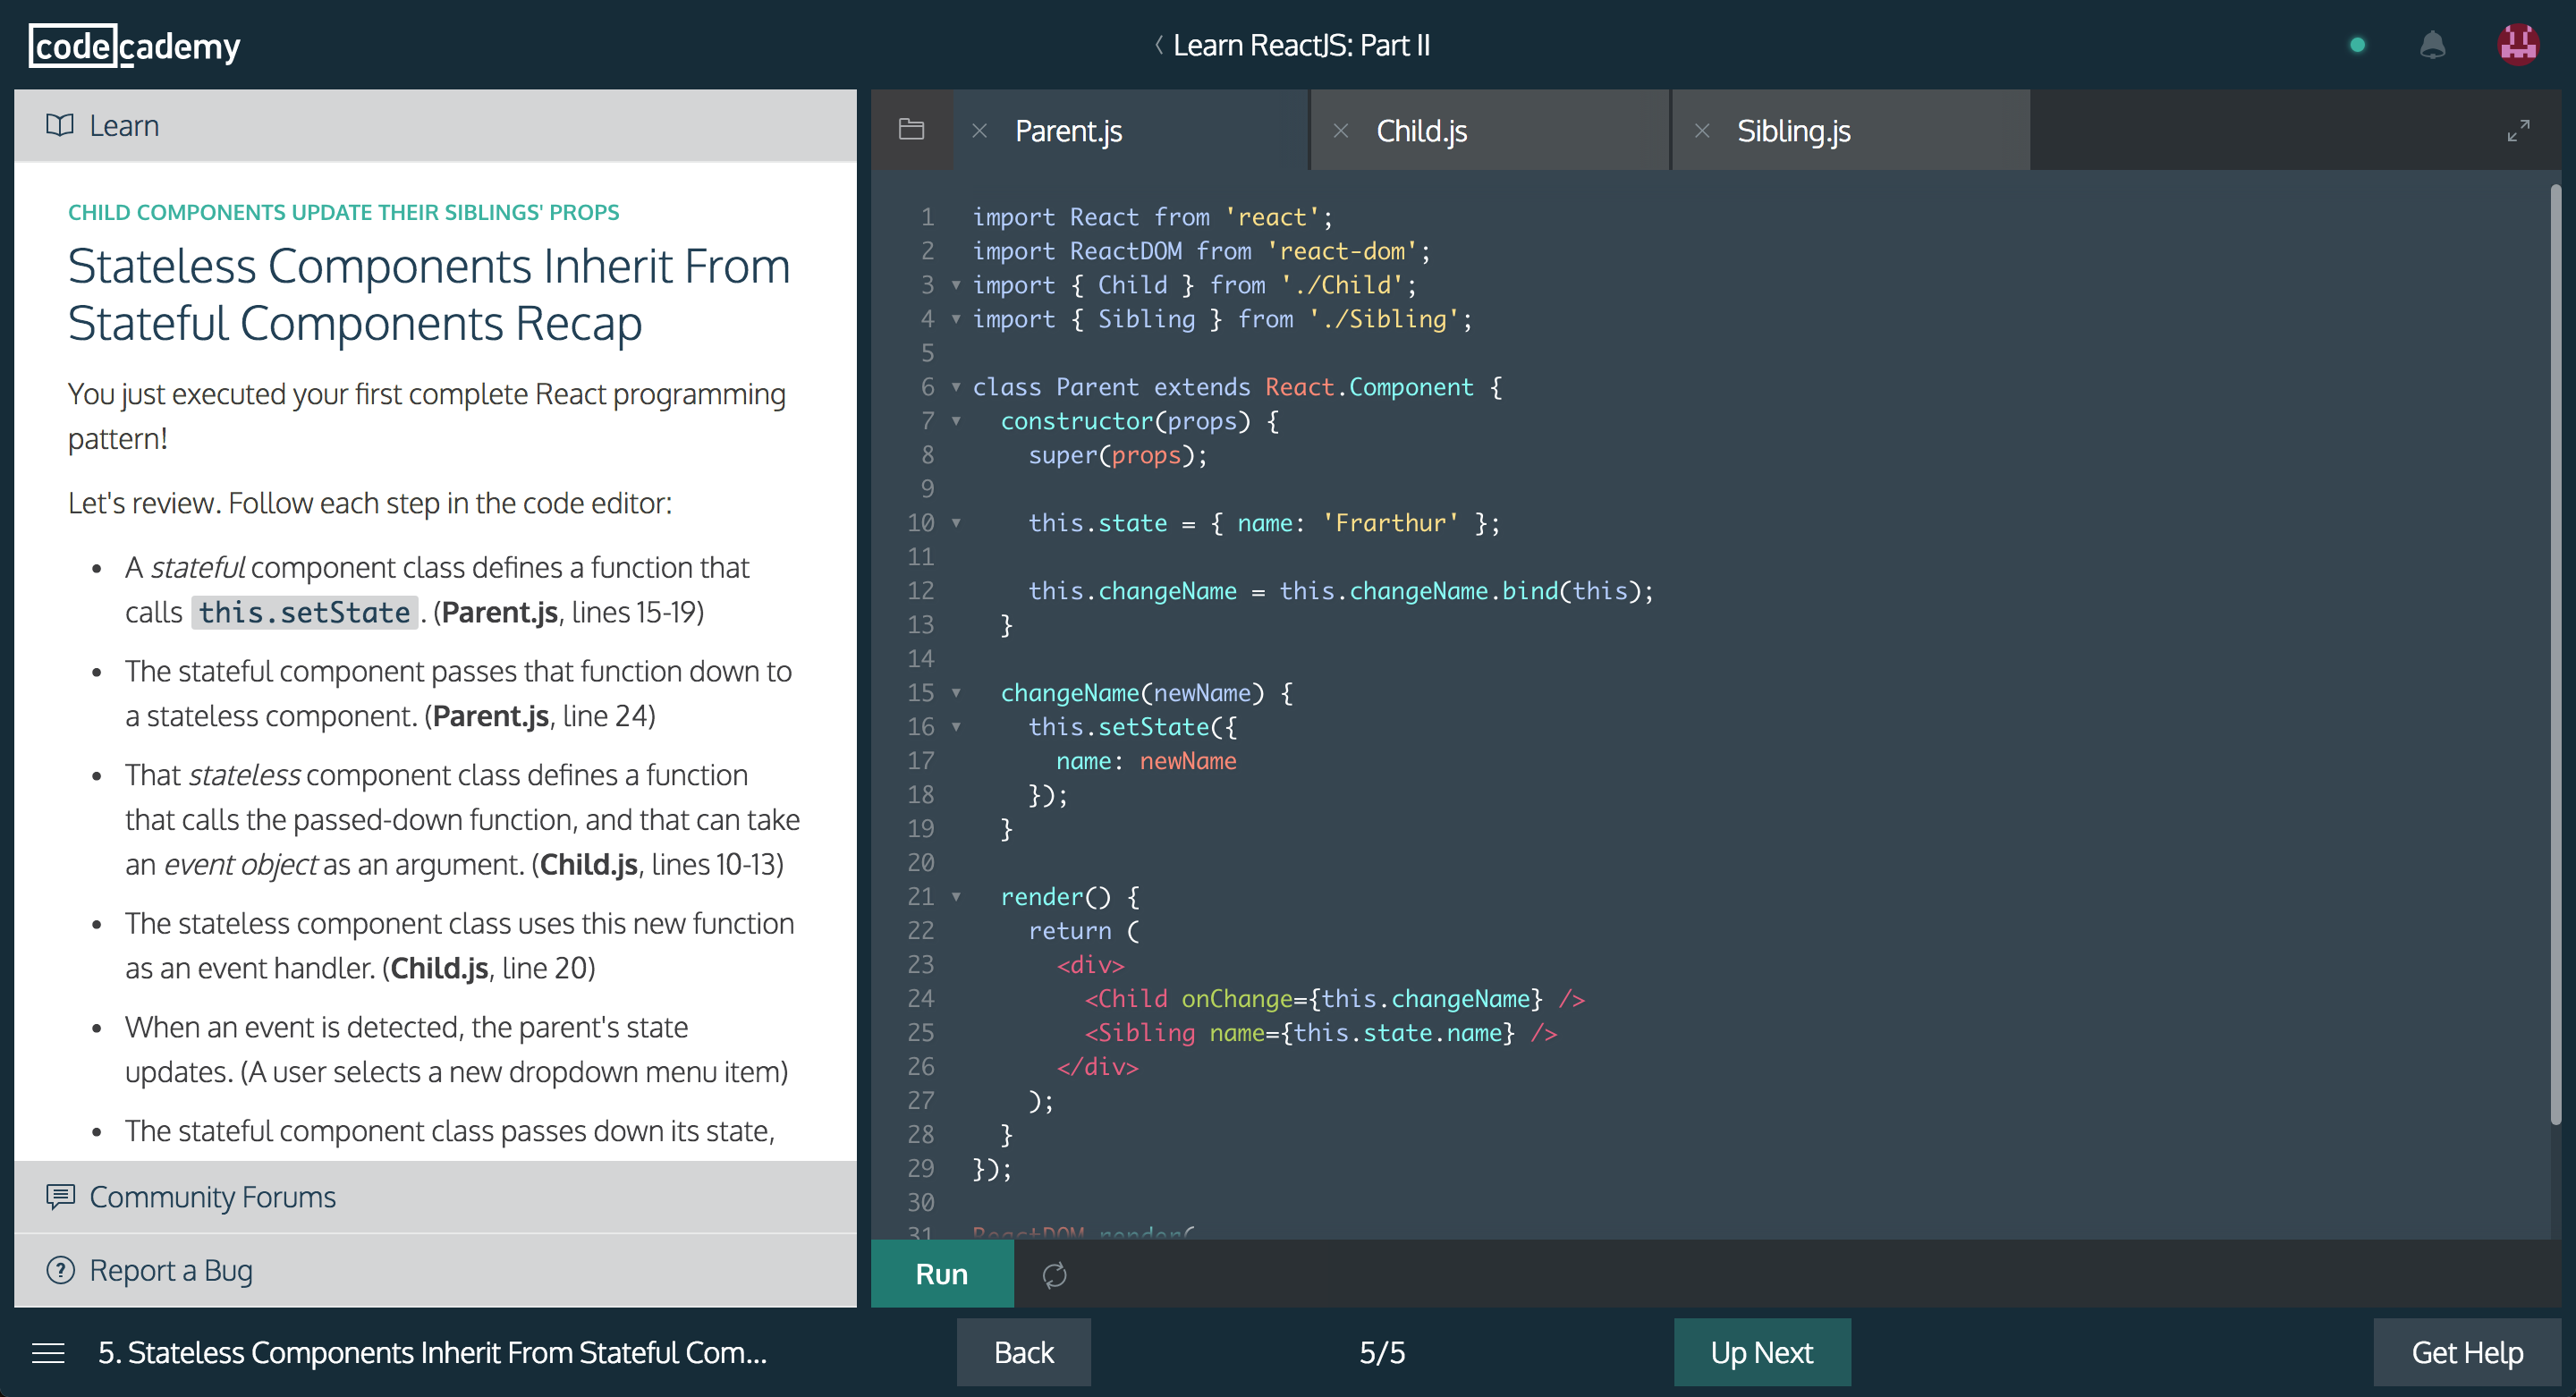 codecademy
Learn ReactJS: Part II
Learn
CHILD COMPONENTS UPDATE THEIR SIBLINGS' PROPS
Stateless Components Inherit From
Stateful Components Recap
You just executed your first complete React programming
pattern!
Let's review. Follow each step in the code editor:
• A stateful component class defines a function that
calls this.setState. (Parent.js, lines 15-19)
• The stateful component passes that function down to
a stateless component. (Parent.js, line 24)
• That stateless component class defines a function
that calls the passed-down function, and that can take
an event object as an argument. (Child.js, lines 10-13)
• The stateless component class uses this new function
as an event handler. (Child.js, line 20)
• When an event is detected, the parent's state
updates. (A user selects a new dropdown menu item)
• The stateful component class passes down its state,
Community Forums
Report a Bug
Parent.js
Child.js
Sibling.js
1 import React from 'react';
2 import ReactDOM from 'react-dom';
3 import { Child } from './Child';
4 import { Sibling } from './Sibling';
5
6 class Parent extends React.Component {
7   constructor(props) {
8     super(props);
9
10     this.state = { name: 'Frarthur' };
11
12     this.changeName = this.changeName.bind(this);
13   }
14
15   changeName(newName) {
16     this.setState({
17       name: newName
18     });
19   }
20
21   render() {
22     return (
23       <div>
24         <Child onChange={this.changeName} />
25         <Sibling name={this.state.name} />
26       </div>
27     );
28   }
29 });
30
31 ReactDOM.render(
Run
5. Stateless Components Inherit From Stateful Com...
Back
5/5
Up Next
Get Help